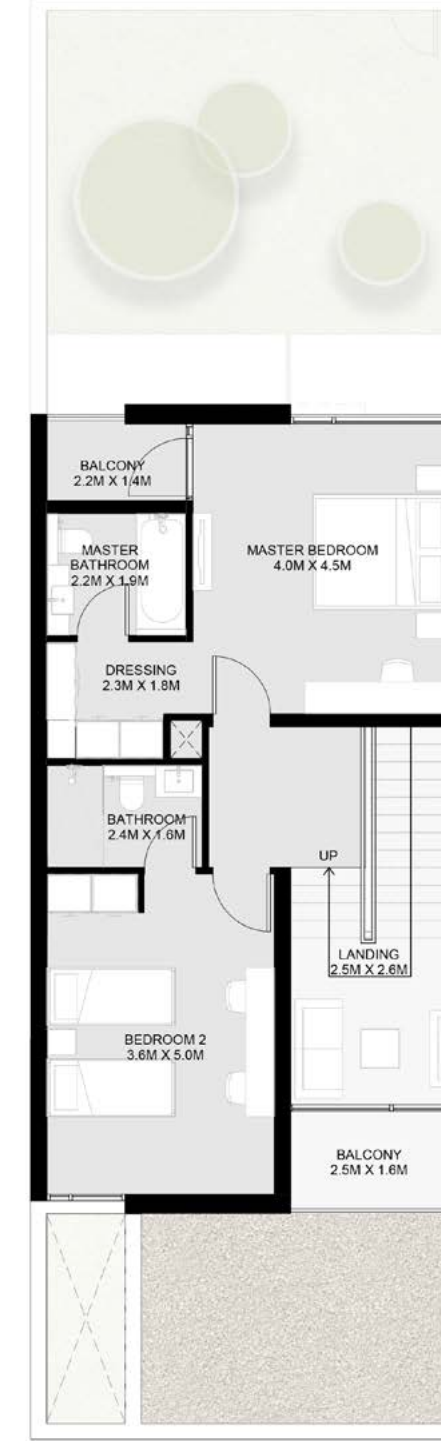 BALCONY
2.2M X 1.4M
MASTER
BATHROOM
2.2M X 1.9M
MASTER BEDROOM
4.0M X 4.5M
DRESSING
2.3M X 1.8M
BATHROOM
2.4M X 1.6M
UP
LANDING
2.5M X 2.6M
BEDROOM 2
3.6M X 5.0M
BALCONY
2.5M X 1.6M